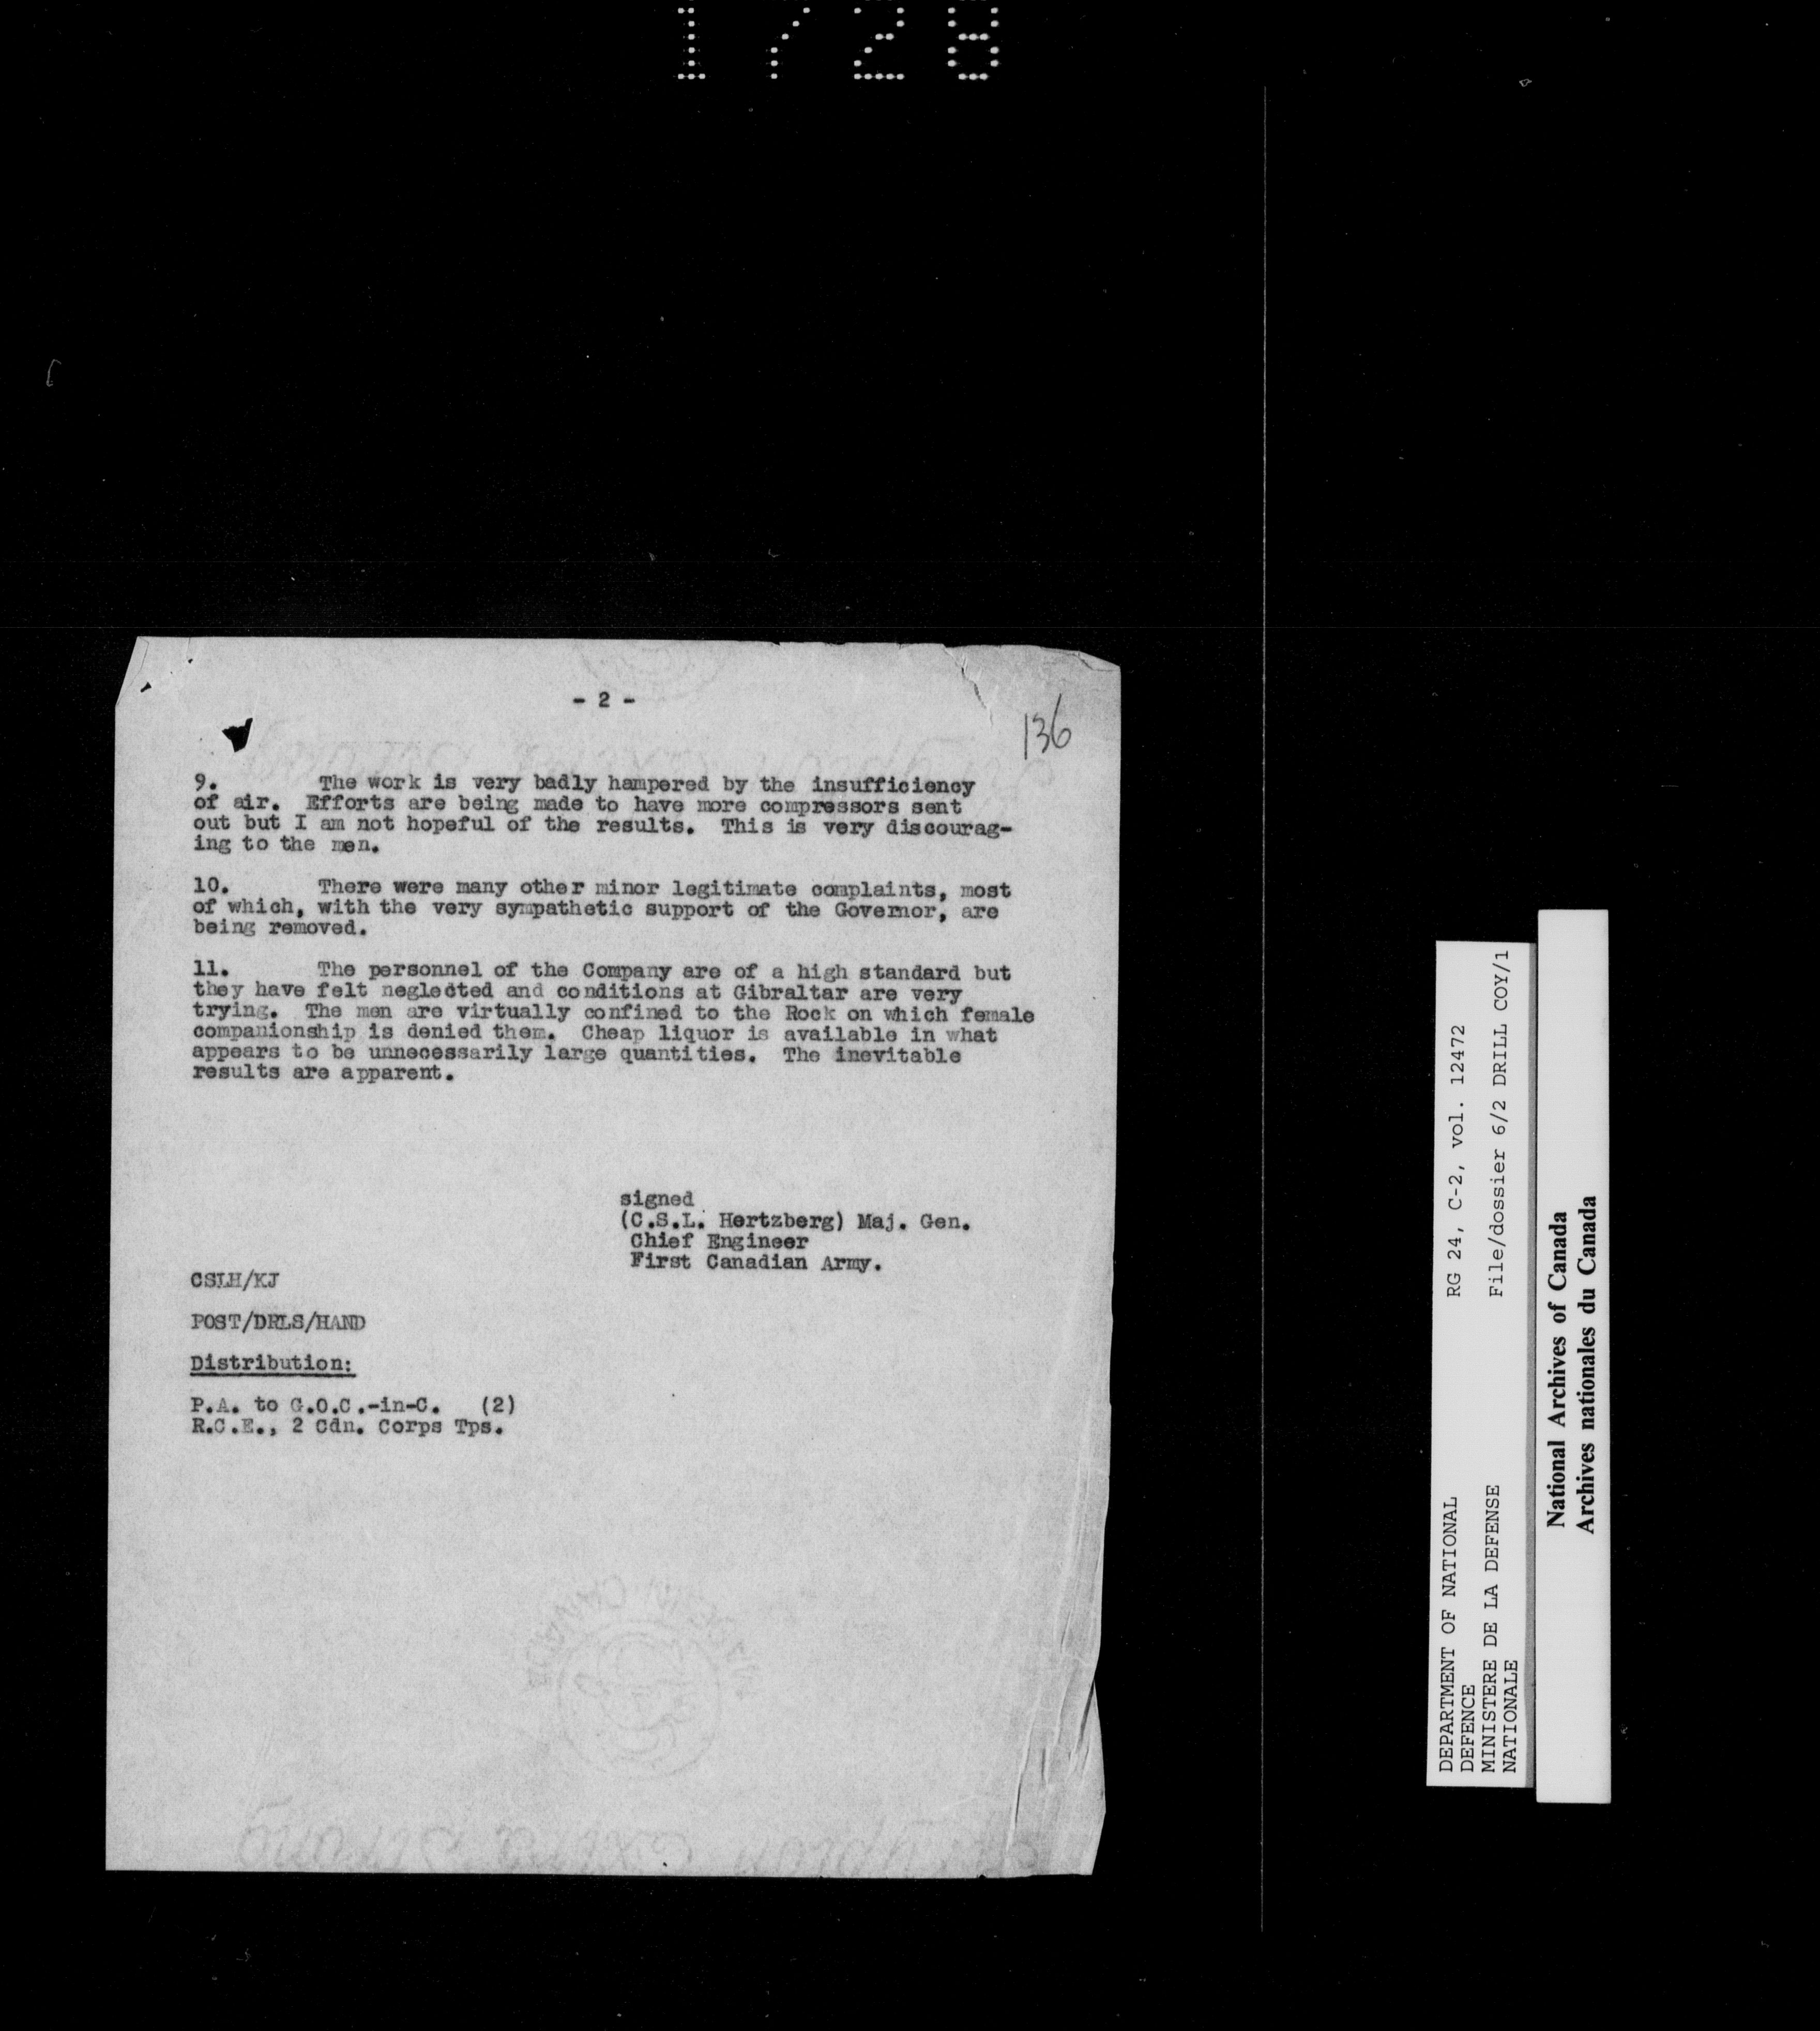 1728
- 2 -
136
9. The work is very badly hampered by the insufficiency
of air. Efforts are being made to have more compressors sent
out but I am not hopeful of the results. This is very discourag-
ing to the men.
10. There were many other minor legitimate complaints, most
of which, with the very sympathetic support of the Governor, are
being removed.
11. The personnel of the Company are of a high standard but
they have felt neglected and conditions at Gibraltar are very
trying. The men are virtually confined to the Rock on which female
companionship is denied them. Cheap liquor is available in what
appears to be unnecessarily large quantities. The inevitable
results are apparent.
signed
(C.S.L. Hertzberg) Maj. Gen.
Chief Engineer
First Canadian Army.
CSLH/KJ
POST/DRLS/HAND
Distribution:
P.A. to G.O.C.-in-C. (2)
R.C.E., 2 Cdn. Corps Tps.
DEPARTMENT OF NATIONAL
DEFENCE
MINISTERE DE LA DEFENSE
NATIONALE
RG 24, C-2, vol. 12472
File/dossier 6/2 DRILL COY/1
National Archives of Canada
Archives nationales du Canada